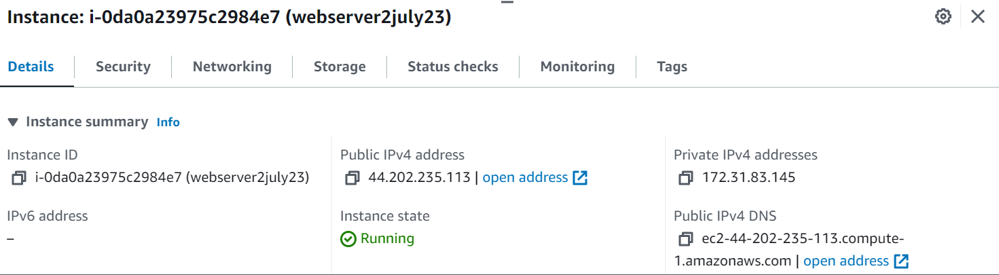 Instance: i-0da0a23975c2984e7 (webserver2july23)
Details Security Networking Storage Status checks Monitoring Tags
Instance summary Info
Instance ID
i-0da0a23975c2984e7 (webserver2july23)
Public IPv4 address
44.202.235.113 | open address
Private IPv4 addresses
172.31.83.145
IPv6 address
–
Instance state
Running
Public IPv4 DNS
ec2-44-202-235-113.compute-
1.amazonaws.com | open address